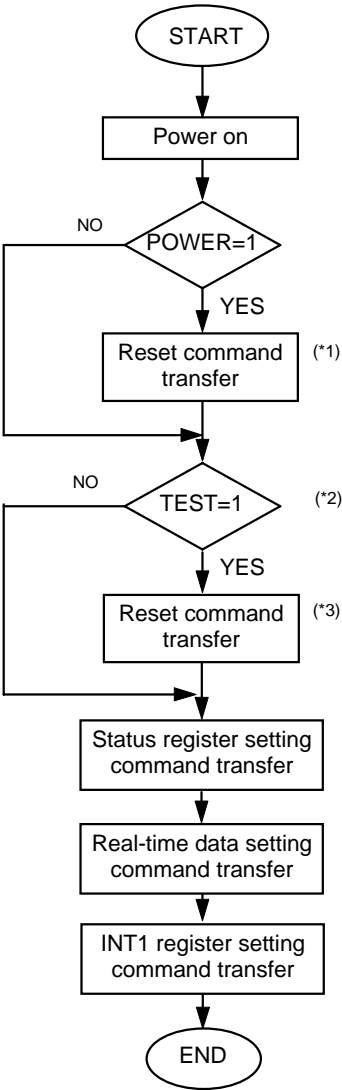 START
Power on
NO
POWER=1
YES
Reset command
transfer
(*1)
NO
TEST=1
(*2)
YES
Reset command
transfer
(*3)
Status register setting
command transfer
Real-time data setting
command transfer
INT1 register setting
command transfer
END